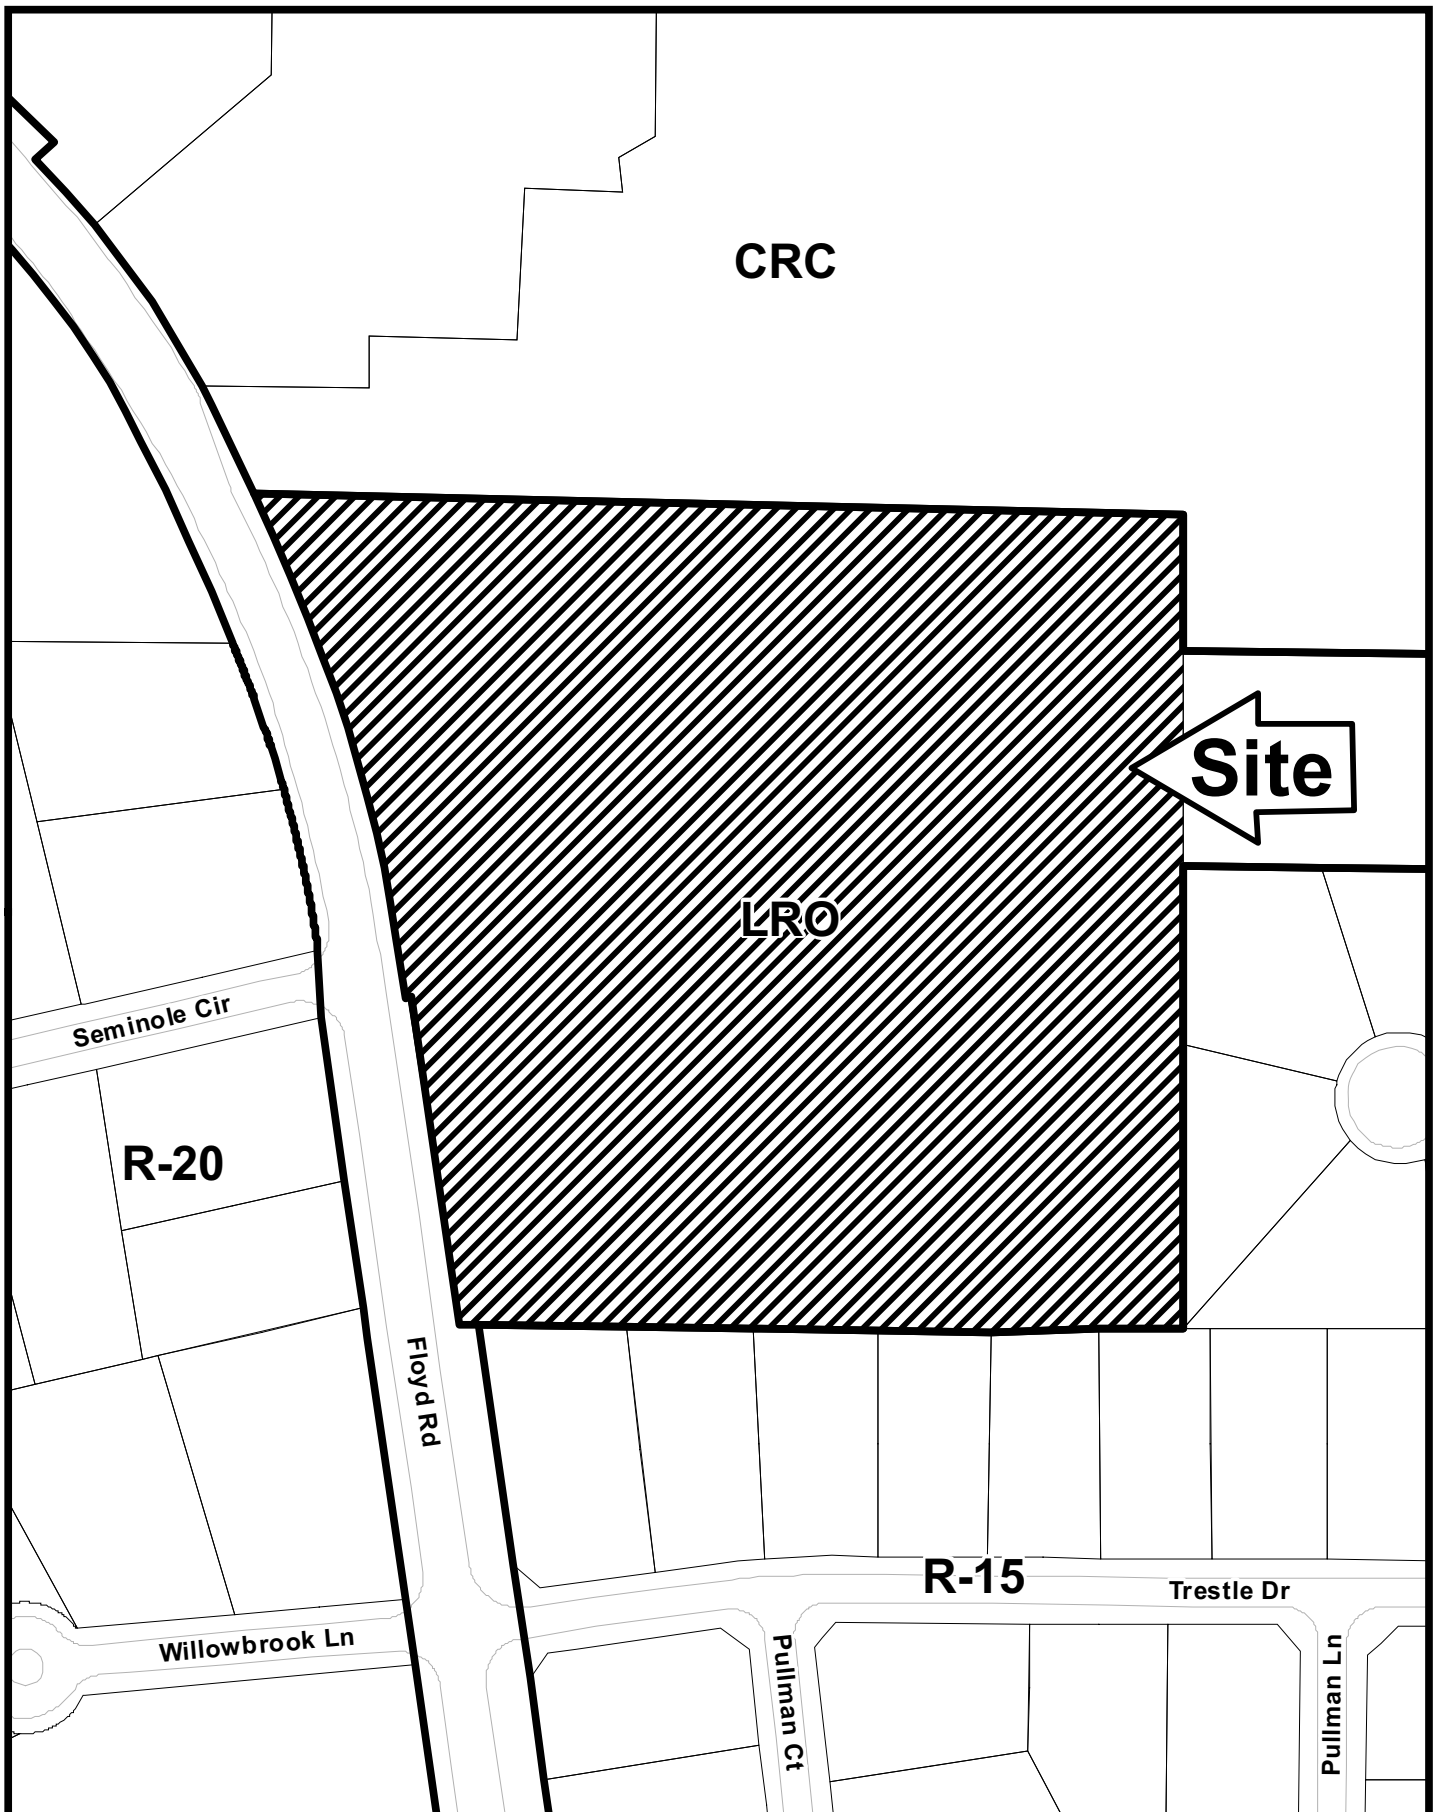 CRC
Site
LRO
Seminole Cir
R-20
Floyd Rd
R-15
Trestle Dr
Willowbrook Ln
Pullman Ct
Pullman Ln